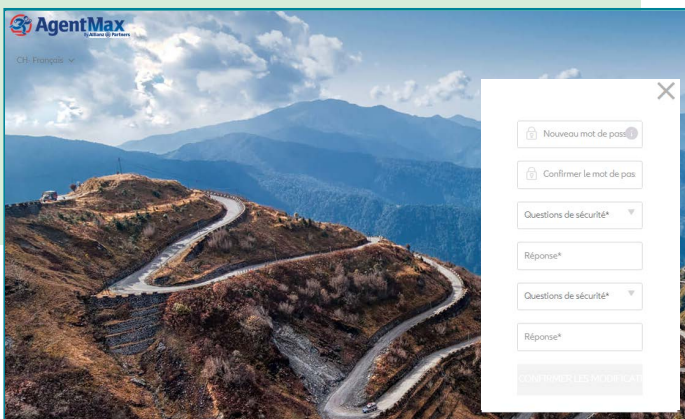 AgentMax
by Allianz Partners
CH- Français
Nouveau mot de pass
Confirmer le mot de pas
Questions de sécurité*
Réponse*
Questions de sécurité*
Réponse*
CONFIRMER LES MODIFICATI